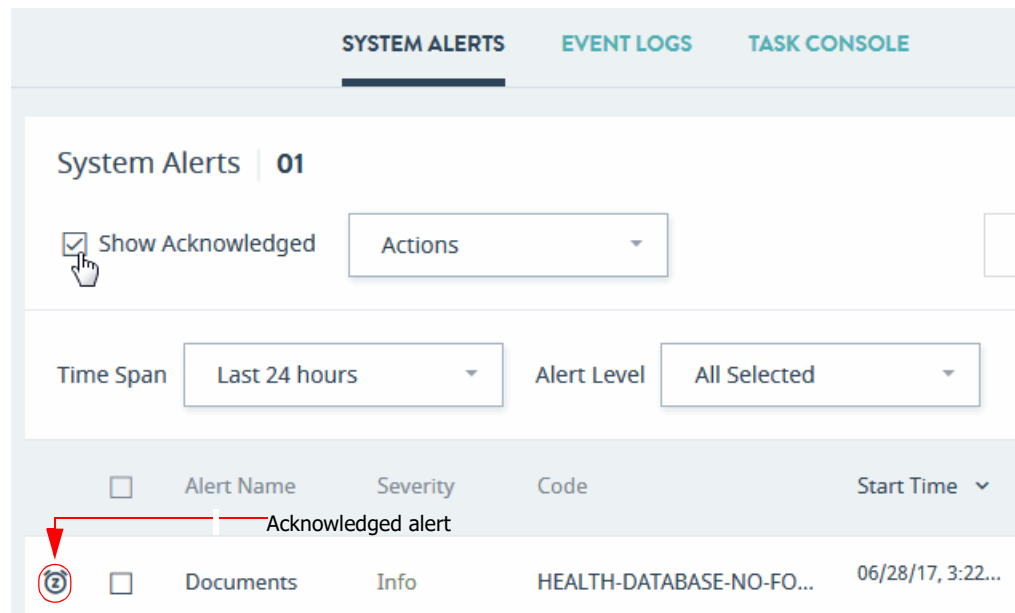 SYSTEM ALERTS EVENT LOGS TASK CONSOLE
System Alerts 01
Show Acknowledged Actions
Time Span Last 24 hours Alert Level All Selected
Alert Name Severity Code Start Time
Acknowledged alert
Documents Info HEALTH-DATABASE-NO-FO... 06/28/17, 3:22...